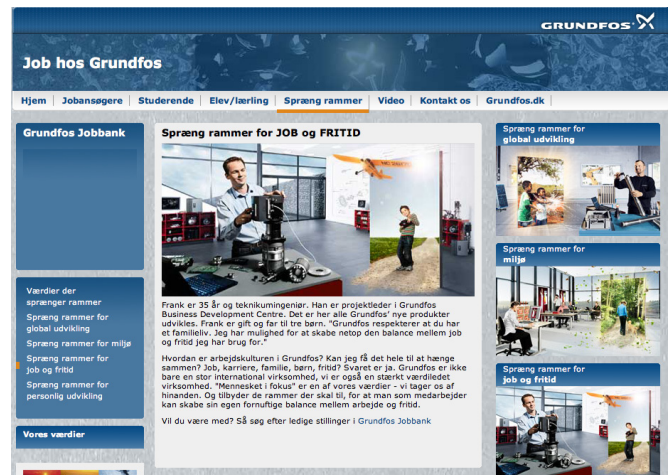 GRUNDFOS
Job hos Grundfos
Hjem
Jobansøgere
Studerende
Elev/lærling
Spræng rammer
Video
Kontakt os
Grundfos.dk
Grundfos Jobbank
Værdier der
sprænger rammer
Spræng rammer for
global udvikling
Spræng rammer for miljø
Spræng rammer for
job og fritid
Spræng rammer for
personlig udvikling
Vores værdier
Spræng rammer for JOB og FRITID
Frank er 35 år og teknikumingeniør. Han er projektleder i Grundfos
Business Development Centre. Det er her alle Grundfos' nye produkter
udvikles. Frank er gift og far til tre børn. "Grundfos respekterer at du har
et familieliv. Jeg har mulighed for at skabe netop den balance mellem job
og fritid jeg har brug for."
Hvordan er arbejdskulturen i Grundfos? Kan jeg få det hele til at hænge
sammen? Job, karriere, familie, børn, fritid? Svaret er ja. Grundfos er ikke
bare en stor international virksomhed, vi er også en stærkt værdiledet
virksomhed. "Mennesket i fokus" er en af vores værdier - vi tager os af
hinanden. Og tilbyder de rammer der skal til, for at man som medarbejder
kan skabe sin egen fornuftige balance mellem arbejde og fritid.
Vil du være med? Så søg efter ledige stillinger i Grundfos Jobbank
Spræng rammer for
global udvikling
Spræng rammer for
miljø
Spræng rammer for
job og fritid